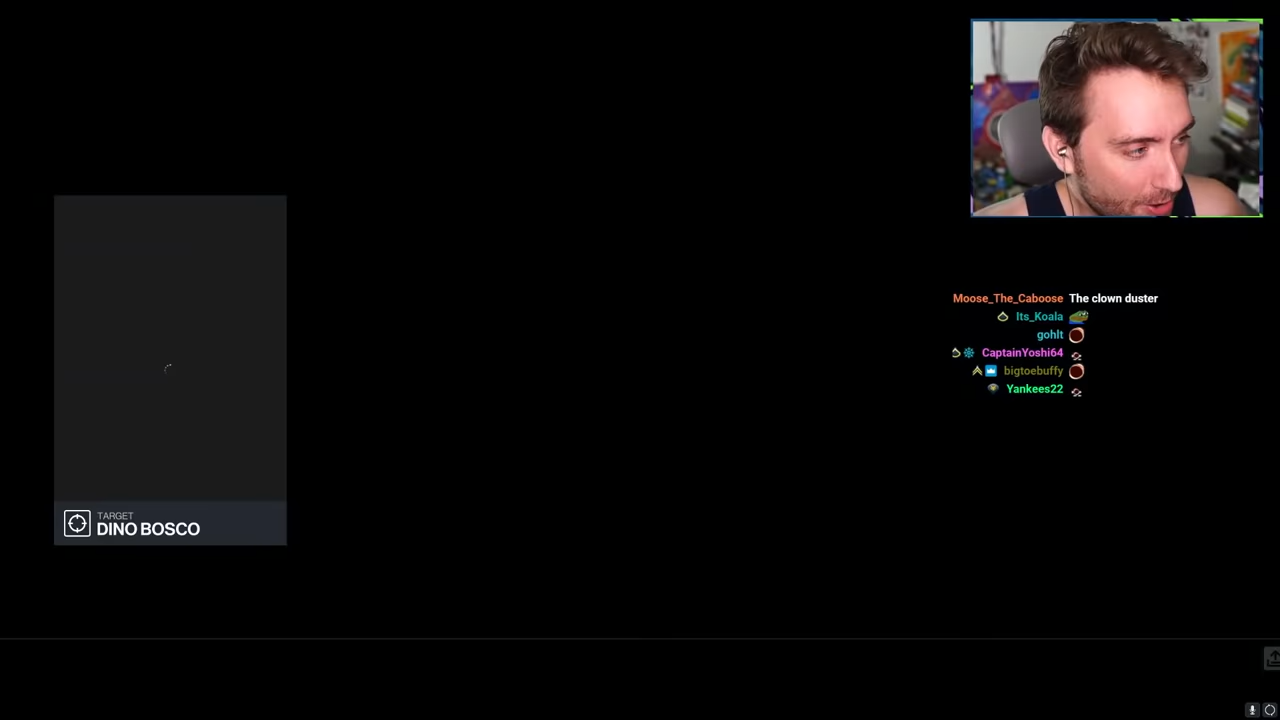 Moose_The_Caboose The clown duster
Its_Koala
gohlt
CaptainYoshi64
bigtoebuffy
Yankees22
TARGET
DINO BOSCO